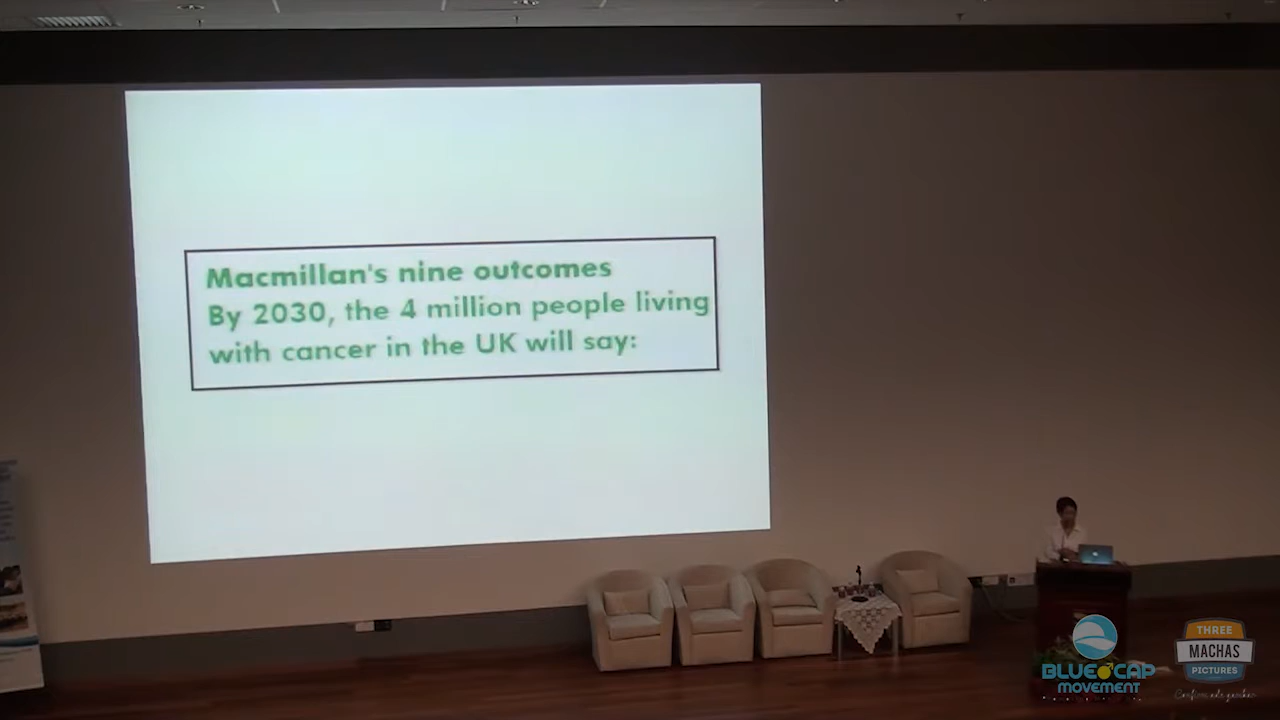 Macmillan's nine outcomes
By 2030, the 4 million people living
with cancer in the UK will say:
BLUE CAP
MOVEMENT
THREE
MACHAS
PICTURES